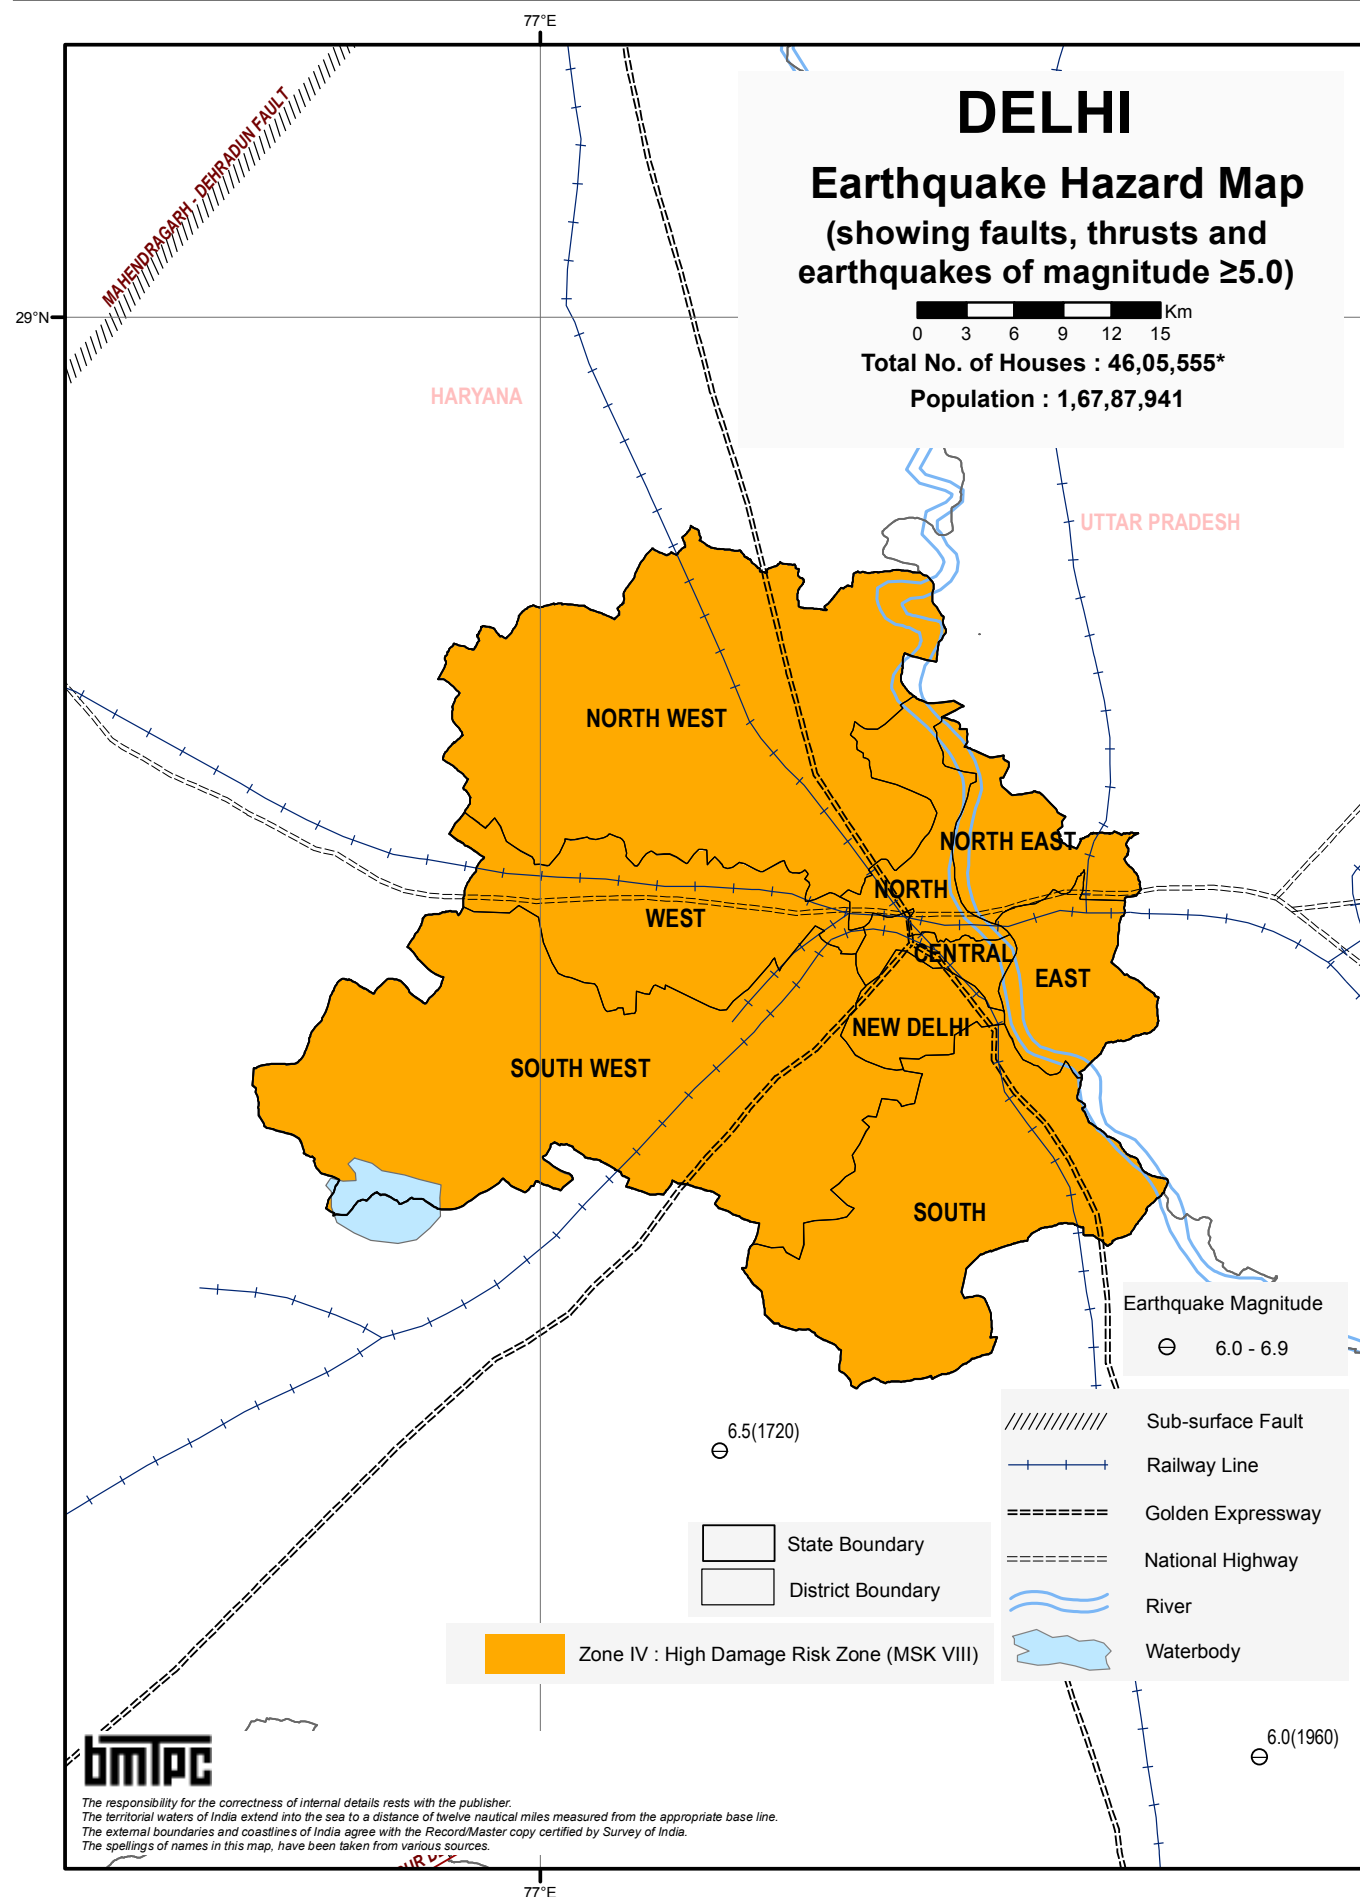 77°E
DELHI
Earthquake Hazard Map
(showing faults, thrusts and
earthquakes of magnitude ≥5.0)
Km
0 3 6 9 12 15
Total No. of Houses : 46,05,555*
Population : 1,67,87,941
MAHENDRAGARH - DEHRADUN FAULT
29°N
HARYANA
UTTAR PRADESH
NORTH WEST
NORTH EAST
NORTH
WEST
CENTRAL
EAST
NEW DELHI
SOUTH WEST
SOUTH
Earthquake Magnitude
6.0 - 6.9
6.5(1720)
Sub-surface Fault
Railway Line
Golden Expressway
National Highway
River
Waterbody
State Boundary
District Boundary
Zone IV : High Damage Risk Zone (MSK VIII)
6.0(1960)
bmTpc
The responsibility for the correctness of internal details rests with the publisher.
The territorial waters of India extend into the sea to a distance of twelve nautical miles measured from the appropriate base line.
The external boundaries and coastlines of India agree with the Record/Master copy certified by Survey of India.
The spellings of names in this map, have been taken from various sources.
77°E